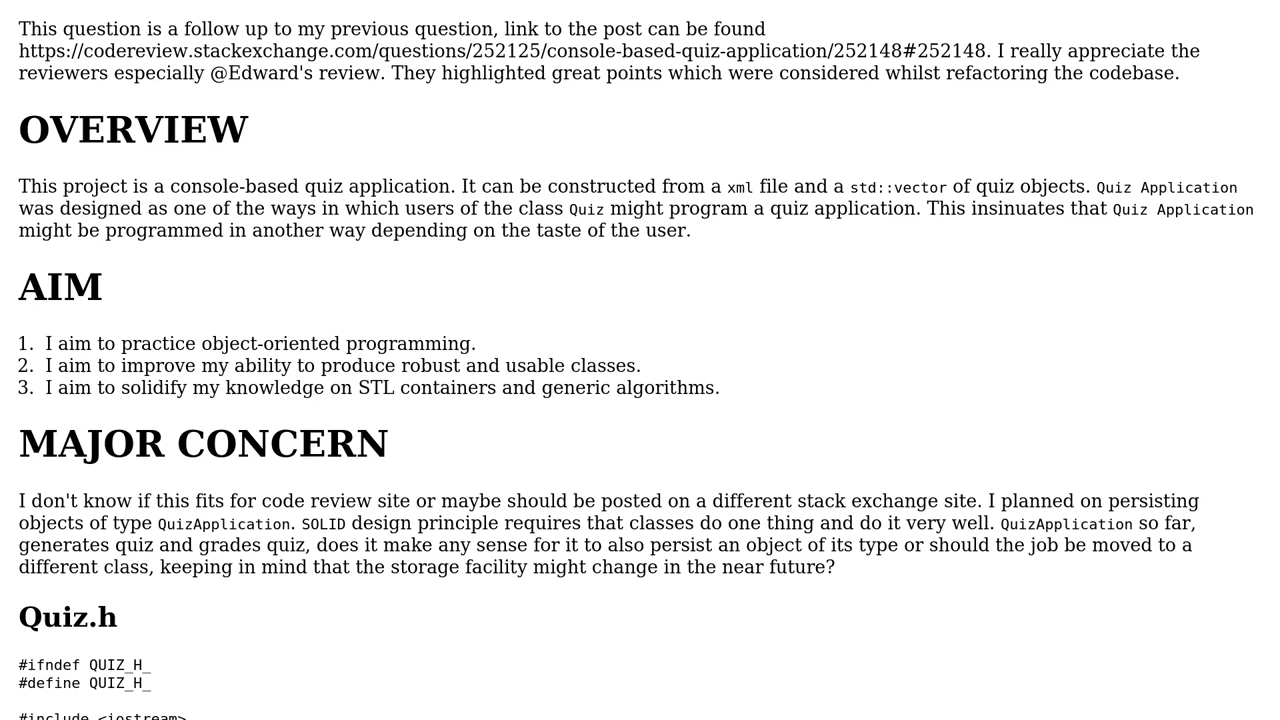 This question is a follow up to my previous question, link to the post can be found
https://codereview.stackexchange.com/questions/252125/console-based-quiz-application/252148#252148. I really appreciate the
reviewers especially @Edward's review. They highlighted great points which were considered whilst refactoring the codebase.
OVERVIEW
This project is a console-based quiz application. It can be constructed from a xml file and a std::vector of quiz objects. Quiz Application
was designed as one of the ways in which users of the class Quiz might program a quiz application. This insinuates that Quiz Application
might be programmed in another way depending on the taste of the user.
AIM
1. I aim to practice object-oriented programming.
2. I aim to improve my ability to produce robust and usable classes.
3. I aim to solidify my knowledge on STL containers and generic algorithms.
MAJOR CONCERN
I don't know if this fits for code review site or maybe should be posted on a different stack exchange site. I planned on persisting
objects of type QuizApplication. SOLID design principle requires that classes do one thing and do it very well. QuizApplication so far,
generates quiz and grades quiz, does it make any sense for it to also persist an object of its type or should the job be moved to a
different class, keeping in mind that the storage facility might change in the near future?
Quiz.h
#ifndef QUIZ_H_
#define QUIZ_H_
#include <iostream>